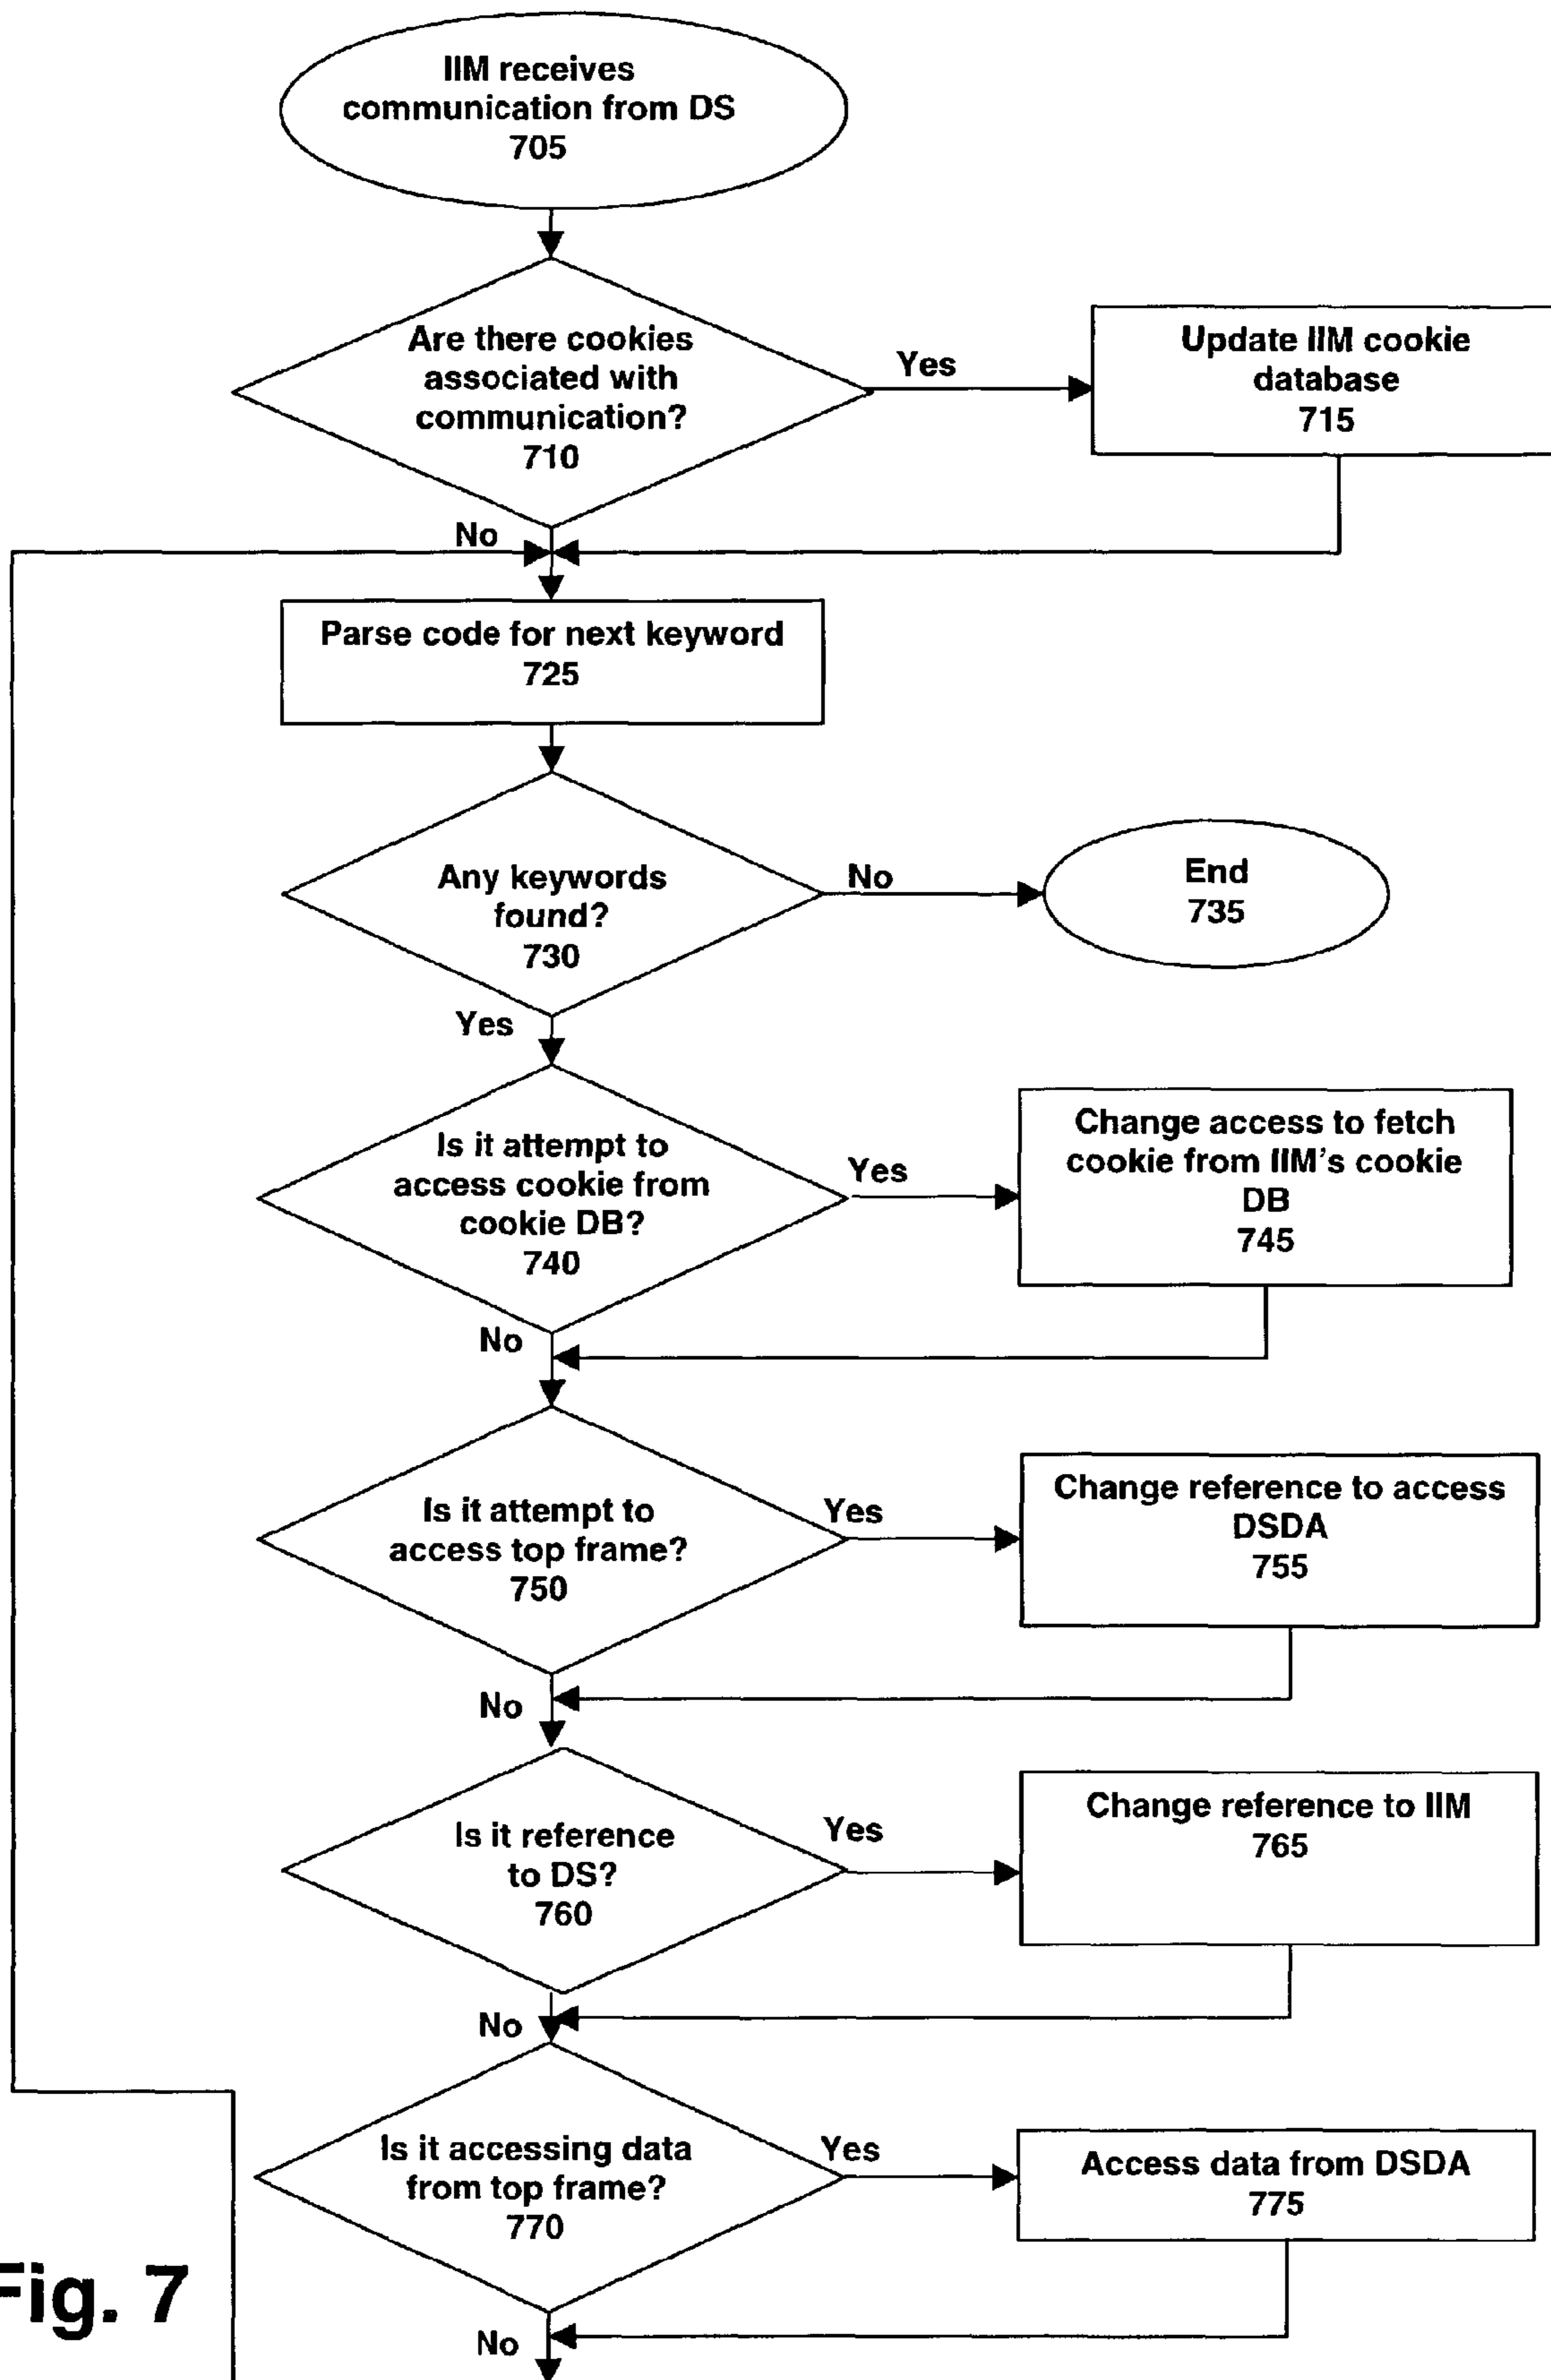 IIM receives
communication from DS
705
Are there cookies
associated with
communication?
710
Yes
Update IIM cookie
database
715
No
Parse code for next keyword
725
Any keywords
found?
730
No
End
735
Yes
Is it attempt to
access cookie from
cookie DB?
740
Yes
Change access to fetch
cookie from IIM's cookie
DB
745
No
Is it attempt to
access top frame?
750
Yes
Change reference to access
DSDA
755
No
Is it reference
to DS?
760
Yes
Change reference to IIM
765
No
Is it accessing data
from top frame?
770
Yes
Access data from DSDA
775
No
Fig. 7